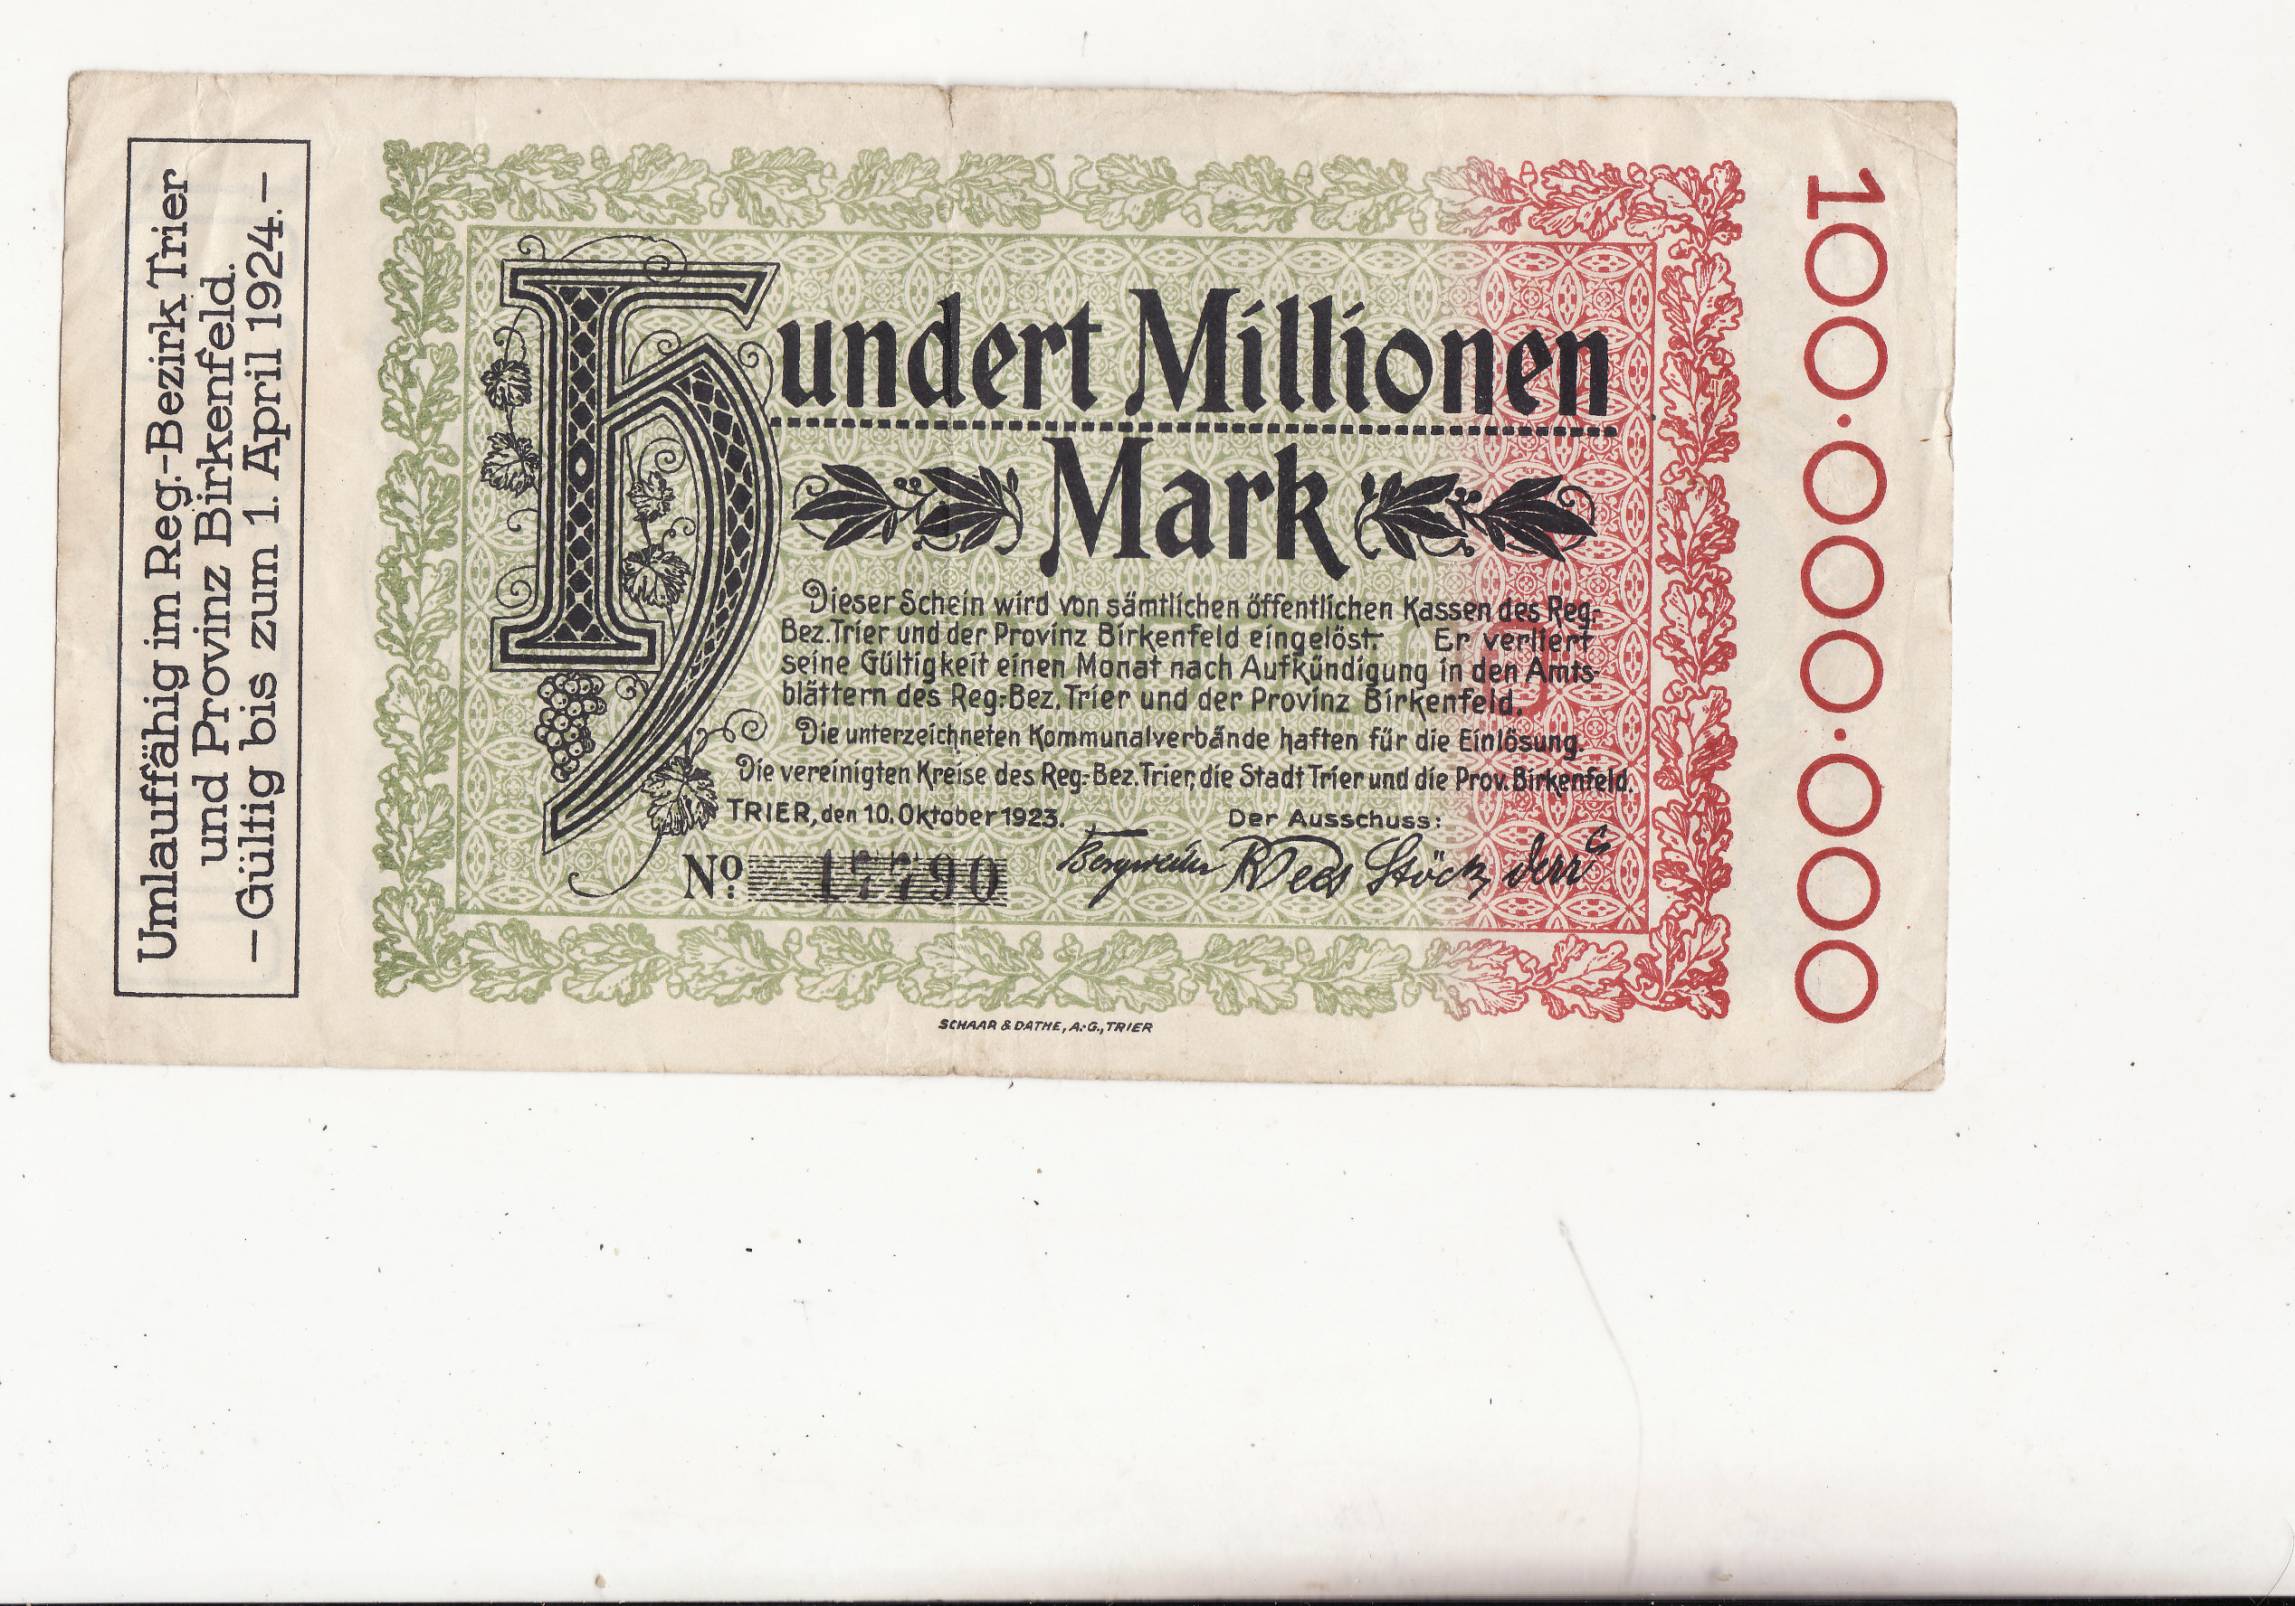 Umlauffähig im Reg.-Bezirk Trier
und Provinz Birkenfeld.
— Gültig bis zum 1. April 1924. —
Hundert Millionen
Mark
Dieser Schein wird von sämtlichen öffentlichen Kassen des Reg.-
Bez. Trier und der Provinz Birkenfeld eingelöst. Er verliert
seine Gültigkeit einen Monat nach Aufkündigung in den Amts-
blättern des Reg.-Bez. Trier und der Provinz Birkenfeld.
Die unterzeichneten Kommunalverbände haften für die Einlösung.
Die vereinigten Kreise des Reg.-Bez. Trier, die Stadt Trier und die Prov. Birkenfeld.
TRIER, den 10. Oktober 1923. Der Ausschuss:
No: 17790 Bergweiler Stöck
SCHAAR & DATHE, A.-G., TRIER
100.000.000